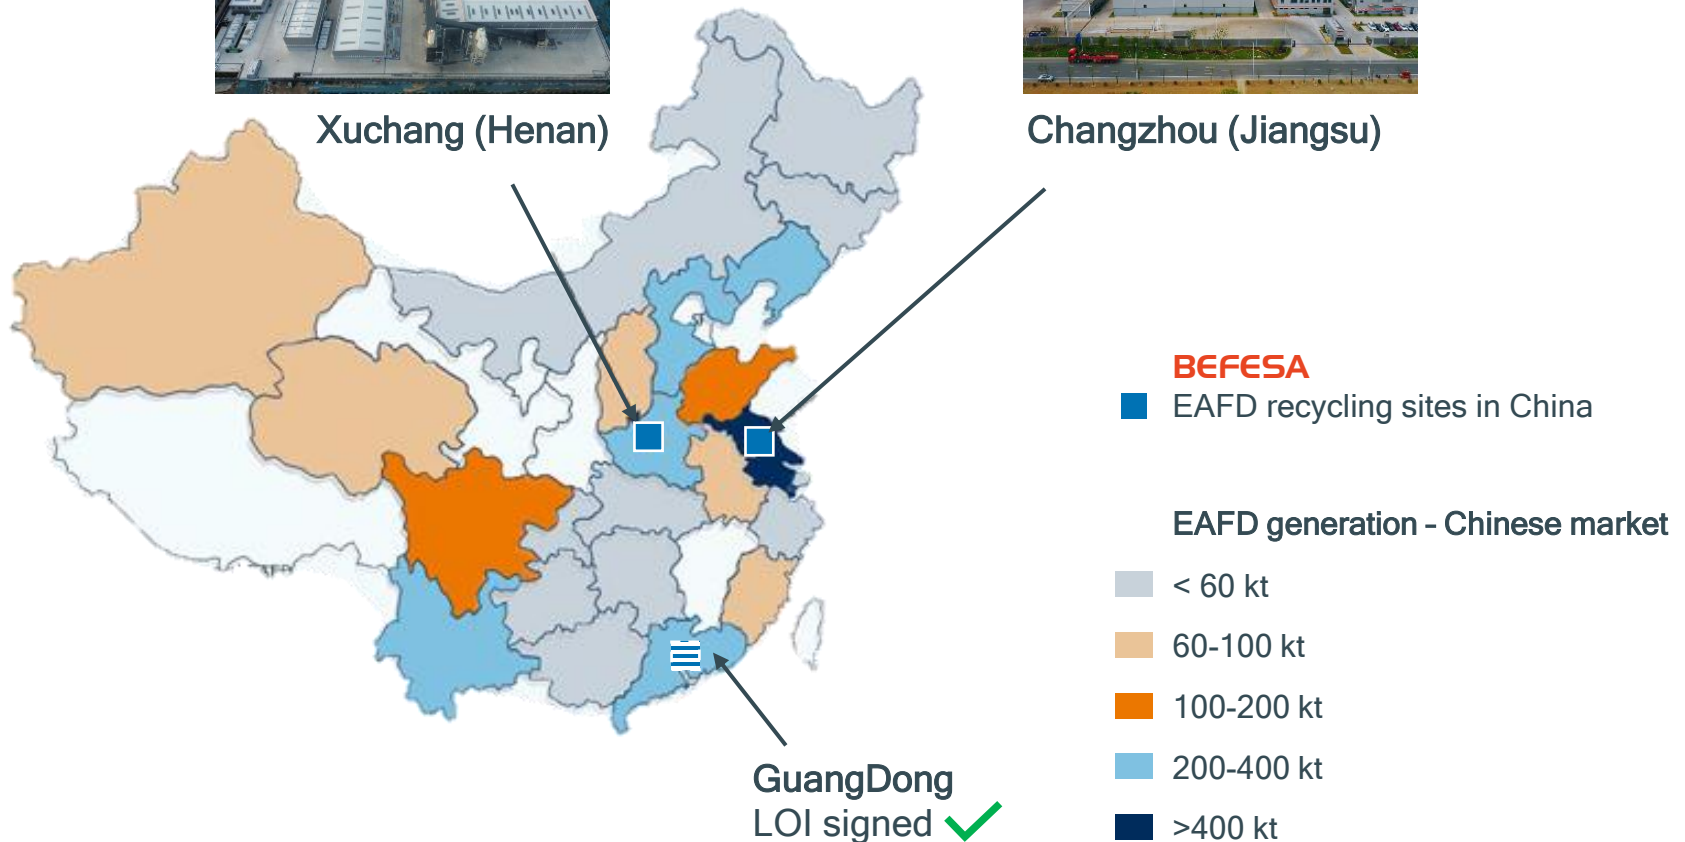 Xuchang (Henan)
Changzhou (Jiangsu)
BEFESA
EAFD recycling sites in China
EAFD generation - Chinese market
< 60 kt
60-100 kt
100-200 kt
200-400 kt
>400 kt
GuangDong
LOI signed